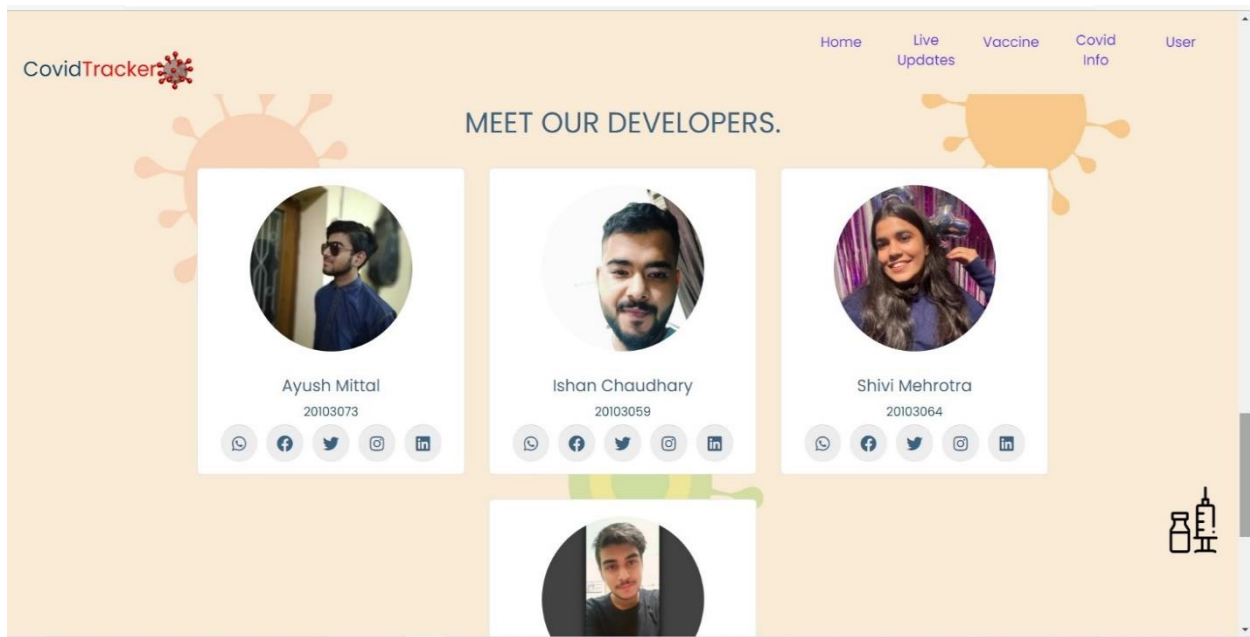 Home Live Vaccine Covid User
Updates Info
CovidTracker
MEET OUR DEVELOPERS.
Ayush Mittal
20103073
Ishan Chaudhary
20103059
Shivi Mehrotra
20103064